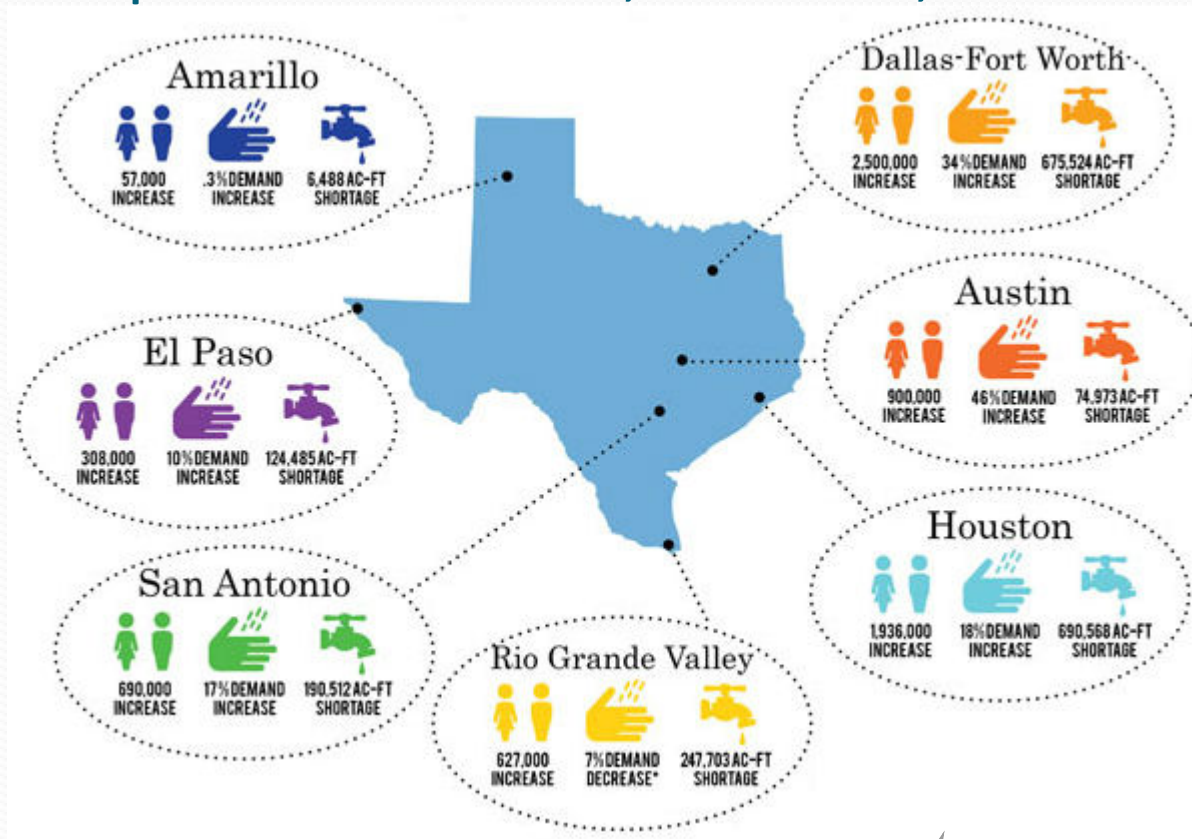 Amarillo
57,000 INCREASE
.3% DEMAND INCREASE
6,488 AC-FT SHORTAGE
Dallas-Fort Worth
2,500,000 INCREASE
34% DEMAND INCREASE
675,524 AC-FT SHORTAGE
El Paso
308,000 INCREASE
10% DEMAND INCREASE
124,485 AC-FT SHORTAGE
Austin
900,000 INCREASE
46% DEMAND INCREASE
74,973 AC-FT SHORTAGE
San Antonio
690,000 INCREASE
17% DEMAND INCREASE
190,512 AC-FT SHORTAGE
Rio Grande Valley
627,000 INCREASE
7% DEMAND DECREASE*
247,703 AC-FT SHORTAGE
Houston
1,936,000 INCREASE
18% DEMAND INCREASE
690,568 AC-FT SHORTAGE